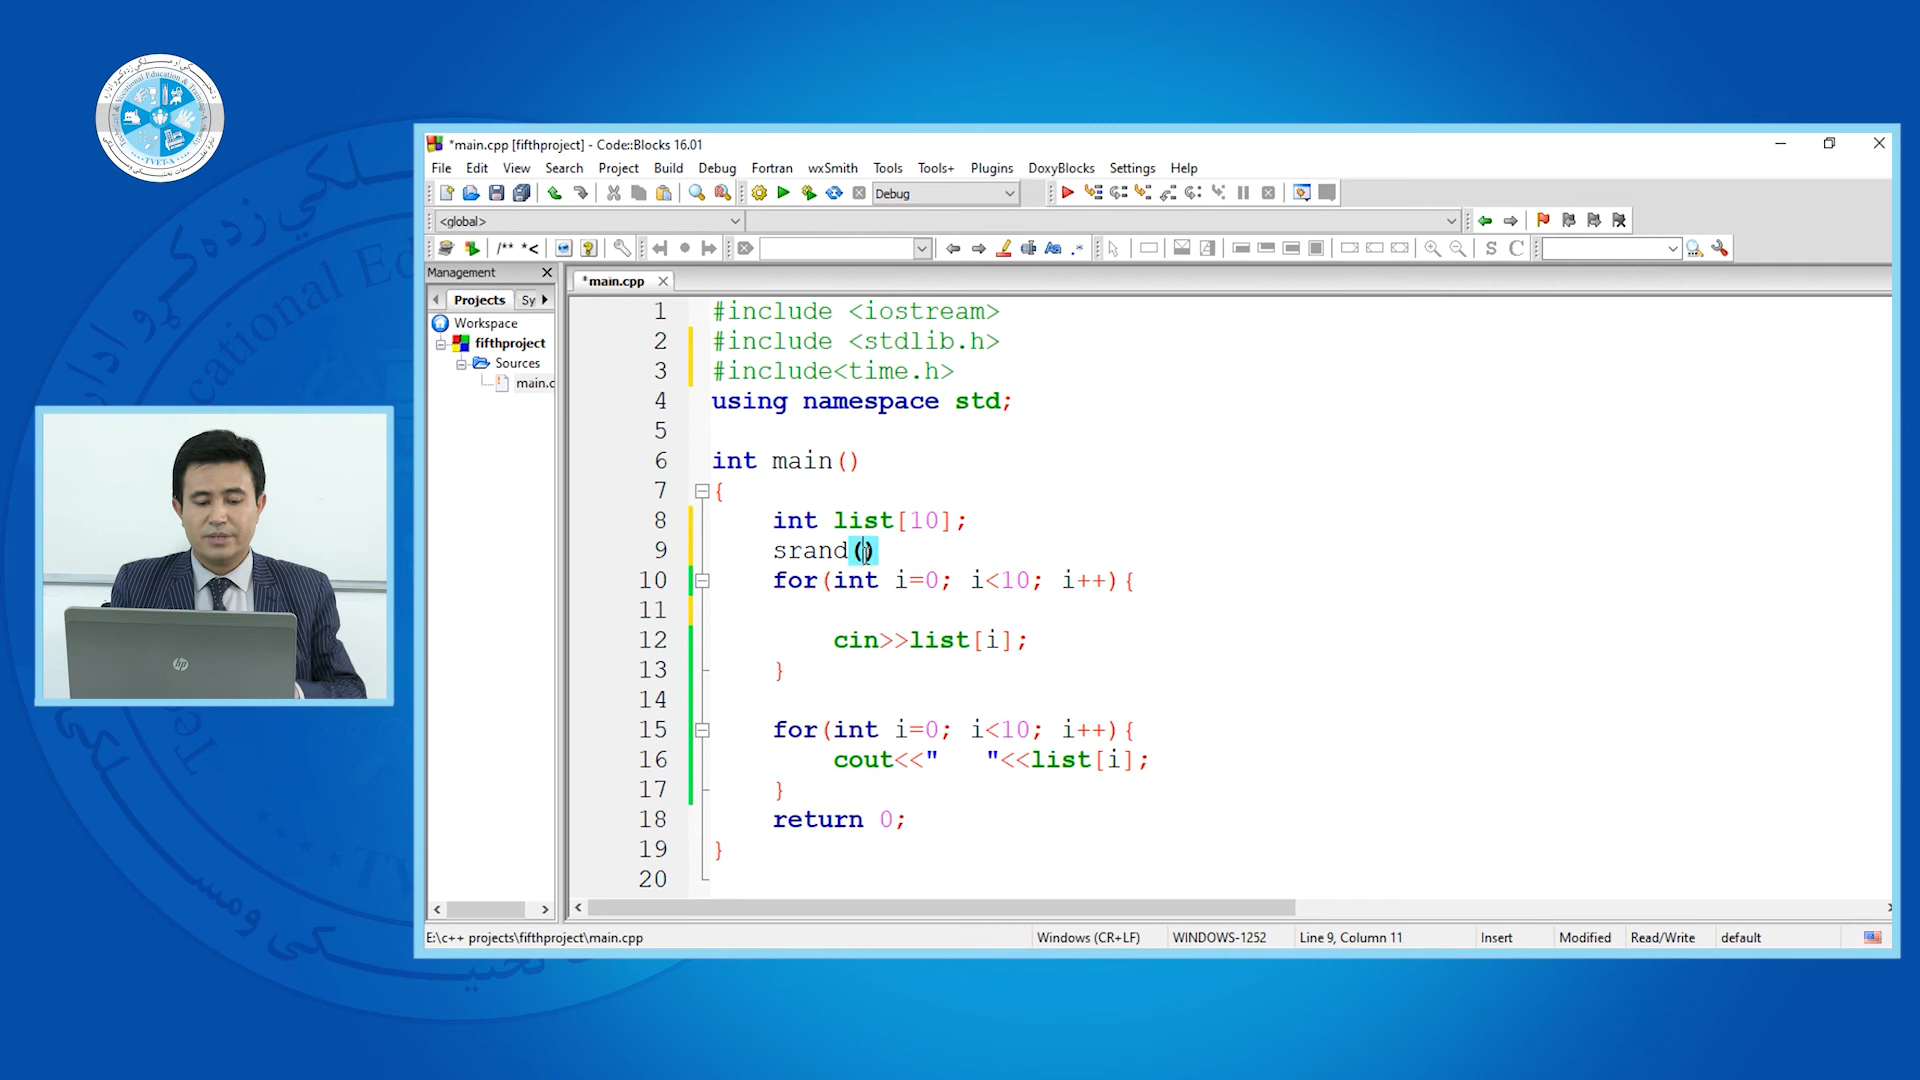 *main.cpp [fifthproject] - Code::Blocks 16.01
File Edit View Search Project Build Debug Fortran wxSmith Tools Tools+ Plugins DoxyBlocks Settings Help
Debug
<global>
/** *<
S C
Management
Projects Sy
*main.cpp
Workspace
fifthproject
Sources
main.c
1 #include <iostream>
2 #include <stdlib.h>
3 #include<time.h>
4 using namespace std;
5
6 int main()
7 {
8 int list[10];
9 srand()
10 for(int i=0; i<10; i++){
11
12 cin>>list[i];
13 }
14
15 for(int i=0; i<10; i++){
16 cout<<"   "<<list[i];
17 }
18 return 0;
19 }
20
E:\c++ projects\fifthproject\main.cpp Windows (CR+LF) WINDOWS-1252 Line 9, Column 11 Insert Modified Read/Write default
hp
TVET-A